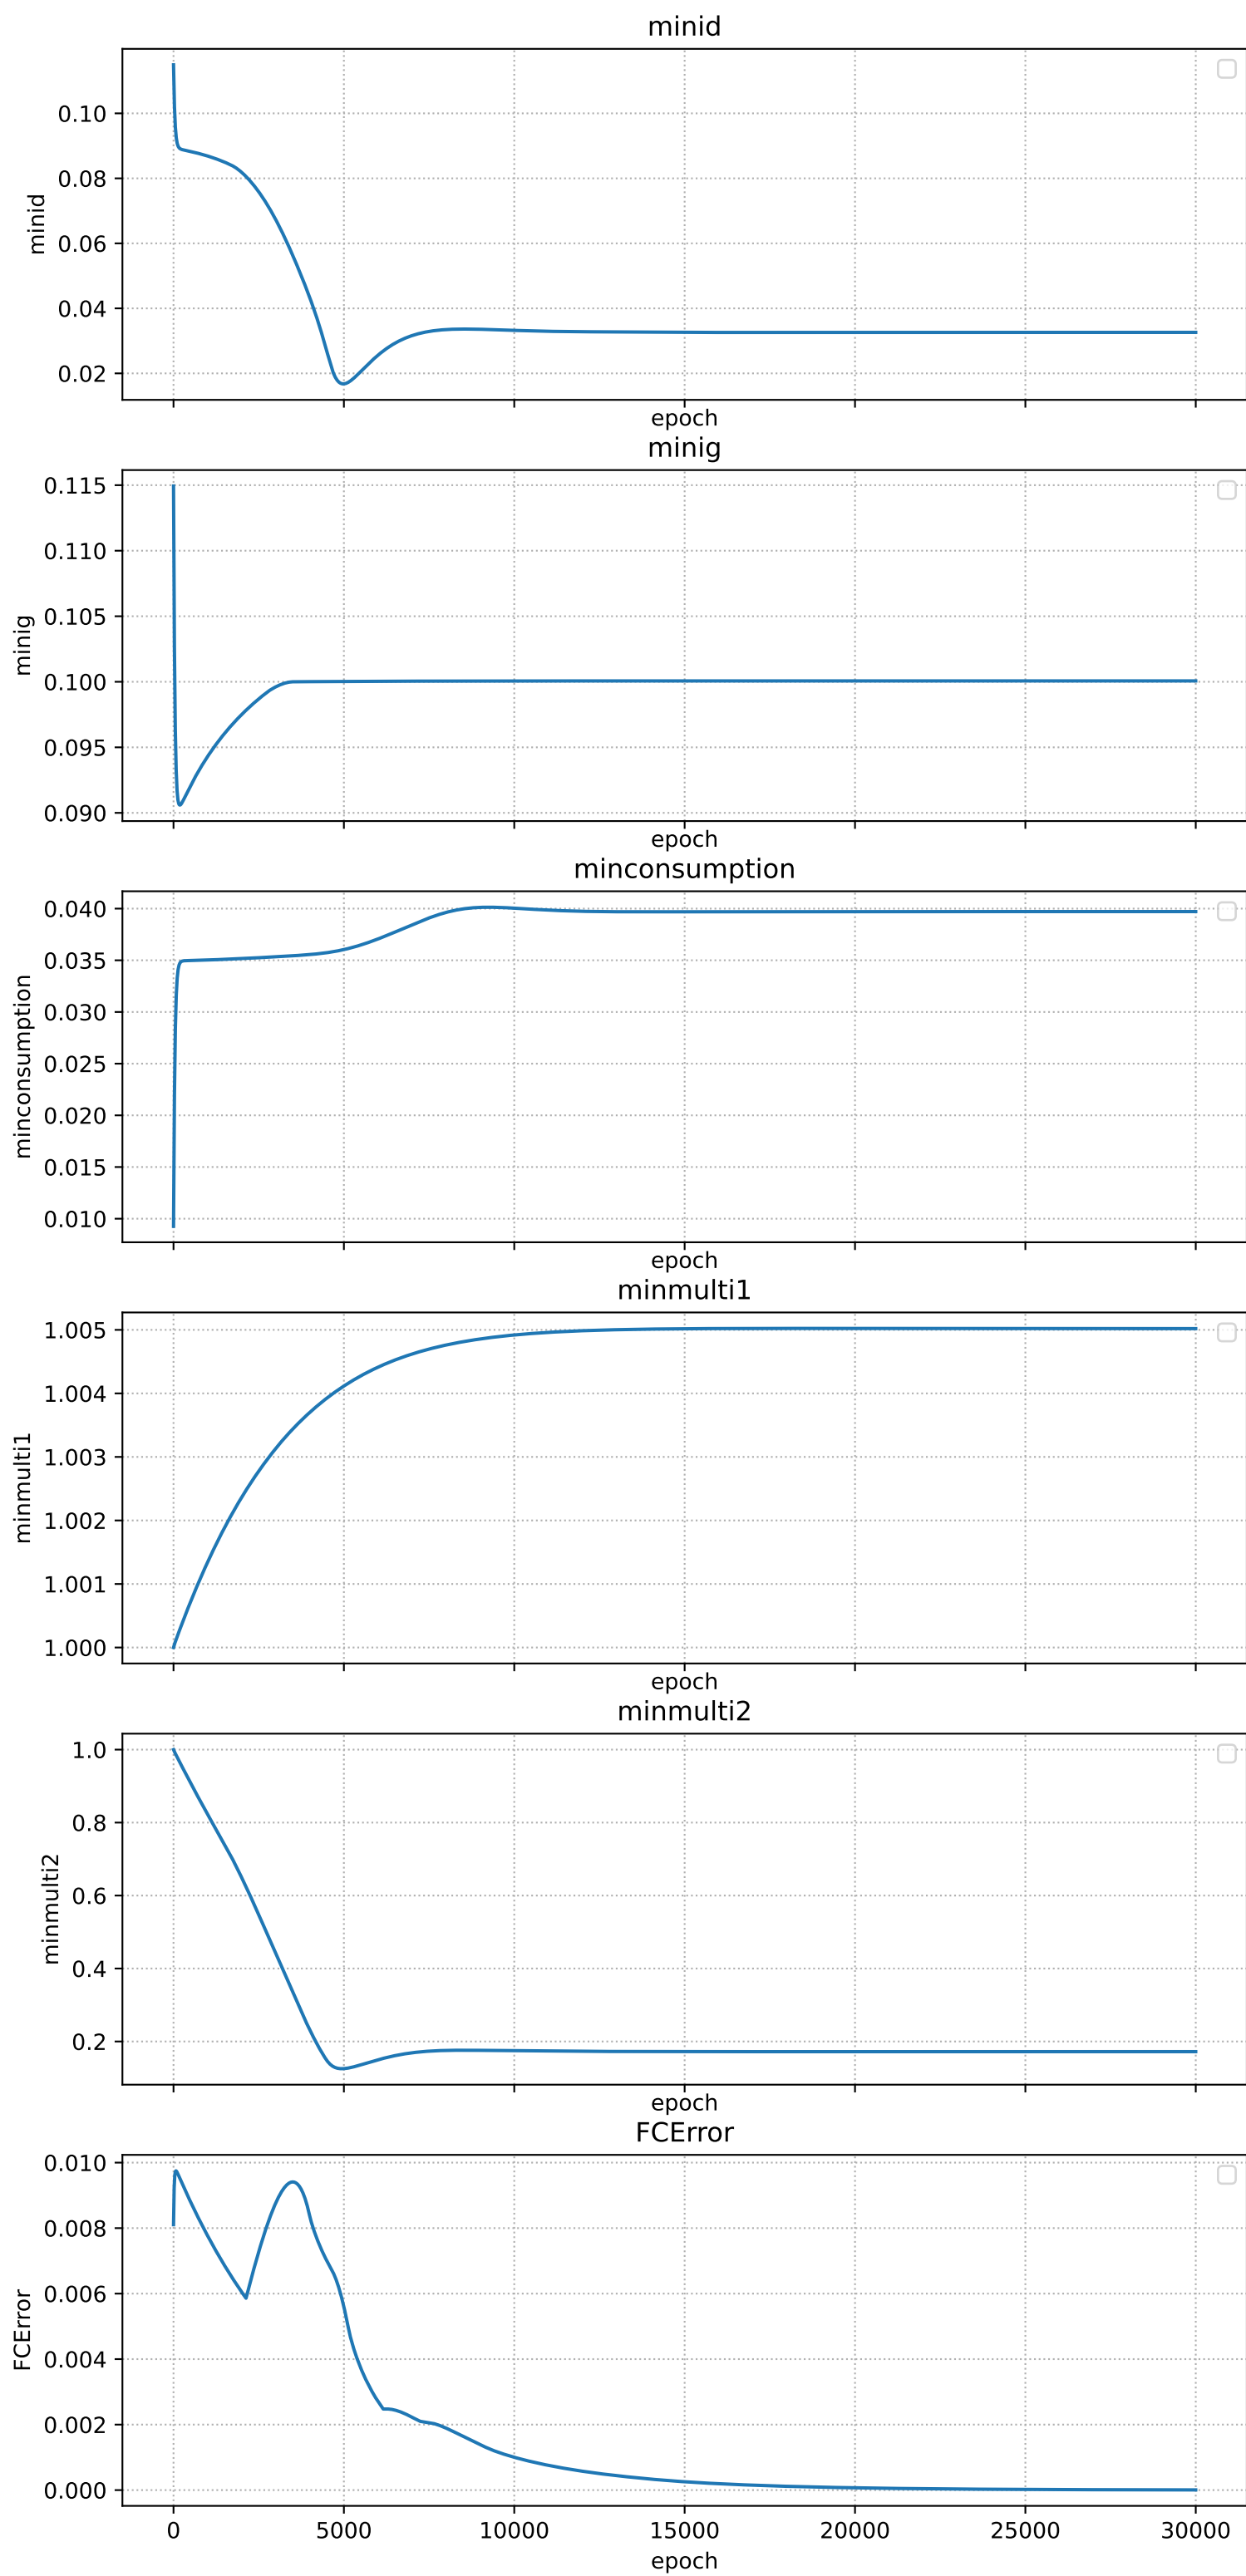 minid
0.10
0.08
0.06
0.04
0.02
minid
epoch
minig
0.115
0.110
0.105
0.100
0.095
0.090
minig
epoch
minconsumption
0.040
0.035
0.030
0.025
0.020
0.015
0.010
minconsumption
epoch
minmulti1
1.005
1.004
1.003
1.002
1.001
1.000
minmulti1
epoch
minmulti2
1.0
0.8
0.6
0.4
0.2
minmulti2
epoch
FCError
0.010
0.008
0.006
0.004
0.002
0.000
FCError
0 5000 10000 15000 20000 25000 30000
epoch